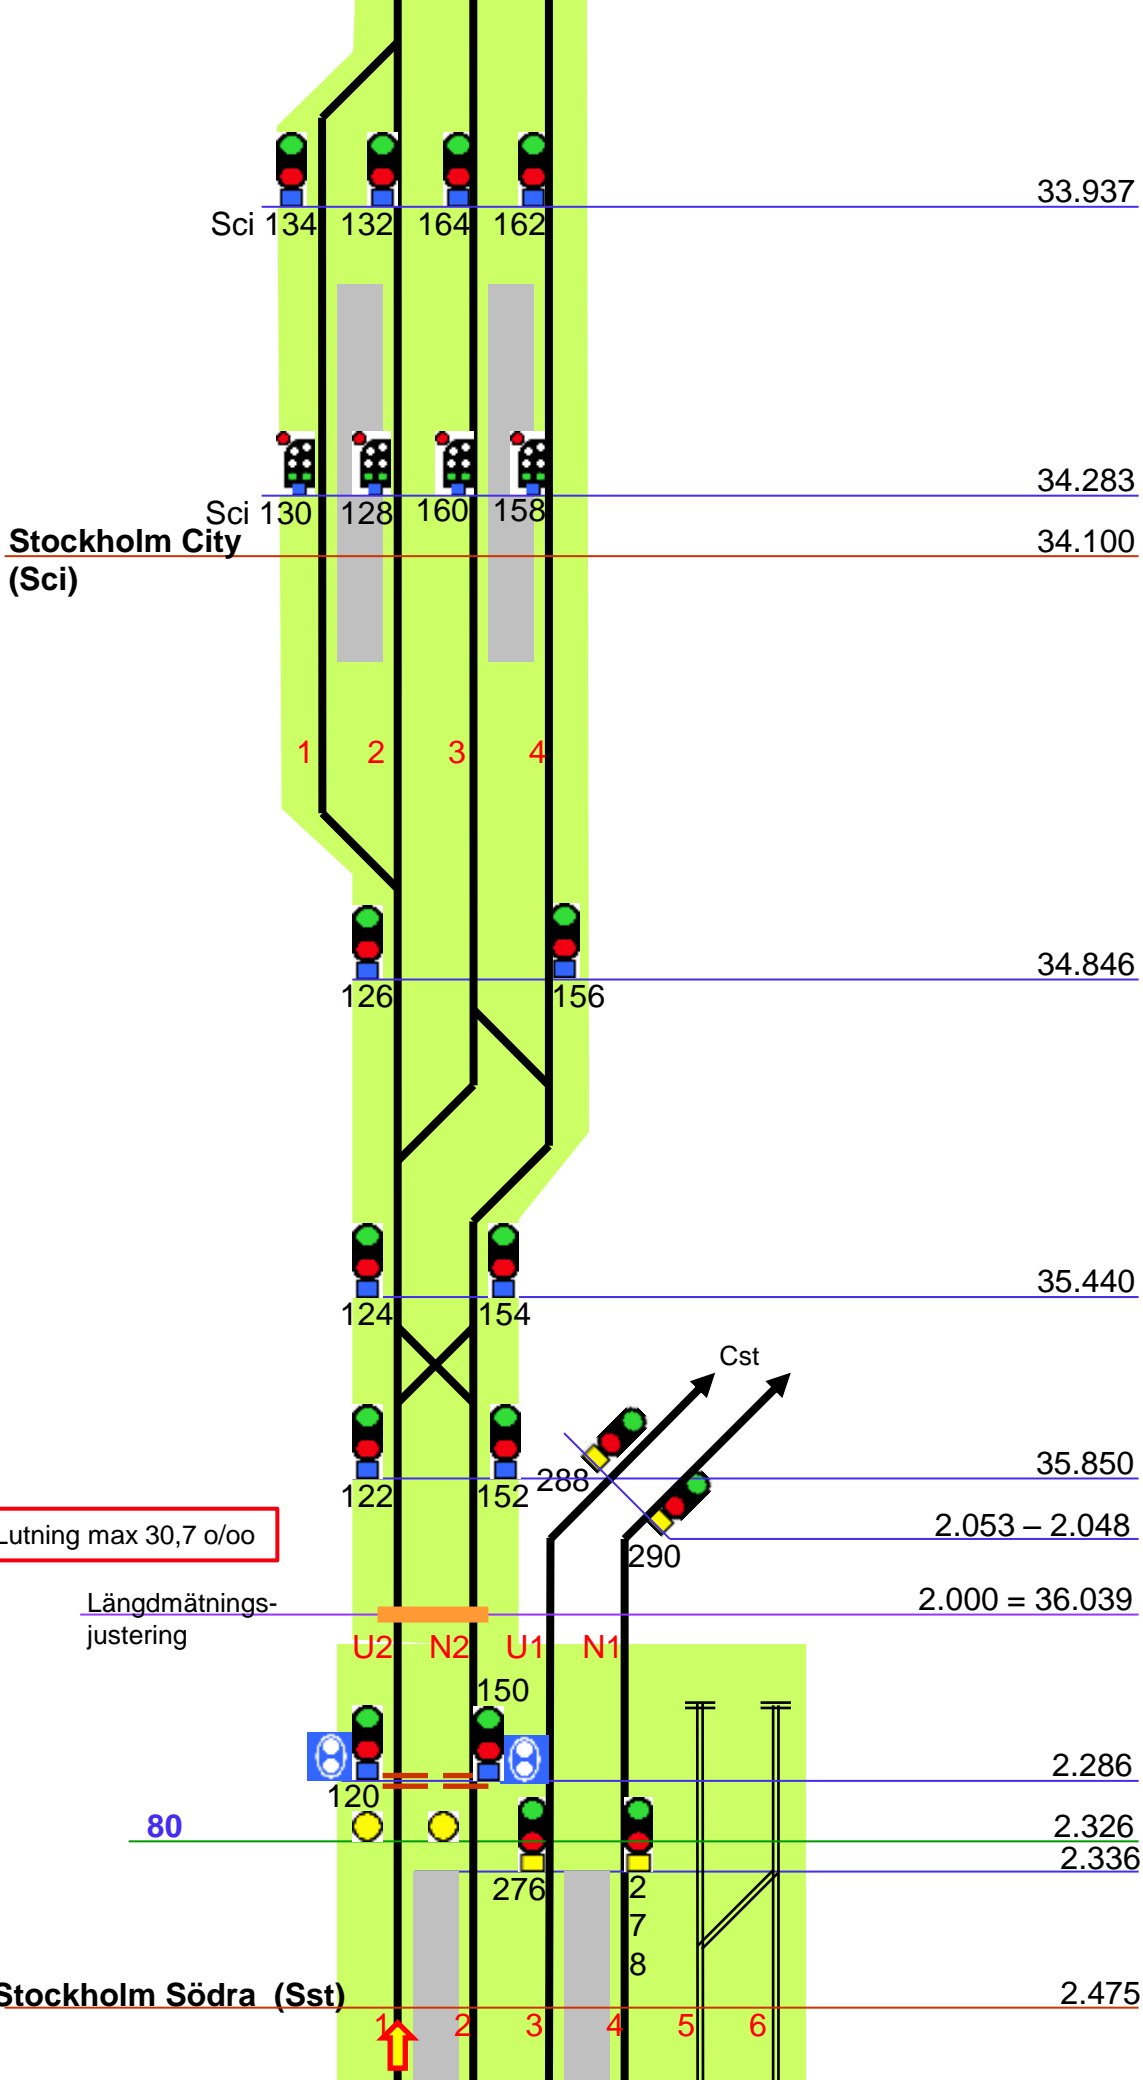 33.937
Sci 134 132 164 162
34.283
Sci 130 128 160 158
Stockholm City
34.100
(Sci)
1 2 3 4
34.846
126 156
35.440
124 154
Cst
35.850
288
122 152
Lutning max 30,7 o/oo
2.053 – 2.048
290
Längdmätnings-
justering
2.000 = 36.039
U2 N2 U1 N1
150
2.286
120
80
2.326
2.336
276
2
7
8
Stockholm Södra (Sst)
2.475
1 2 3 4 5 6